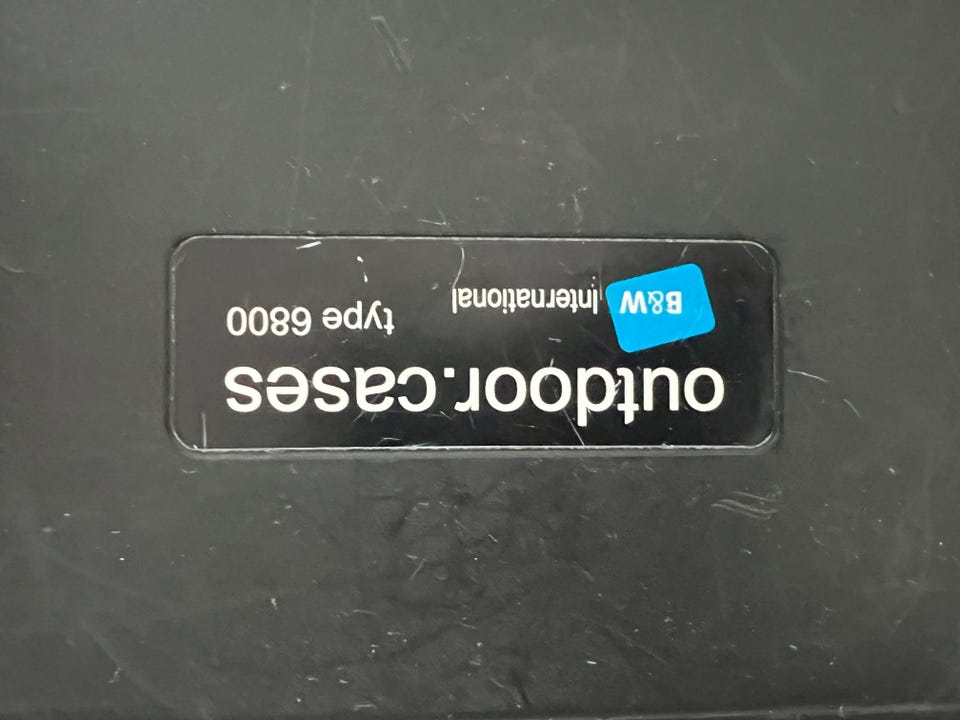 outdoor.cases
B&W International type 6800